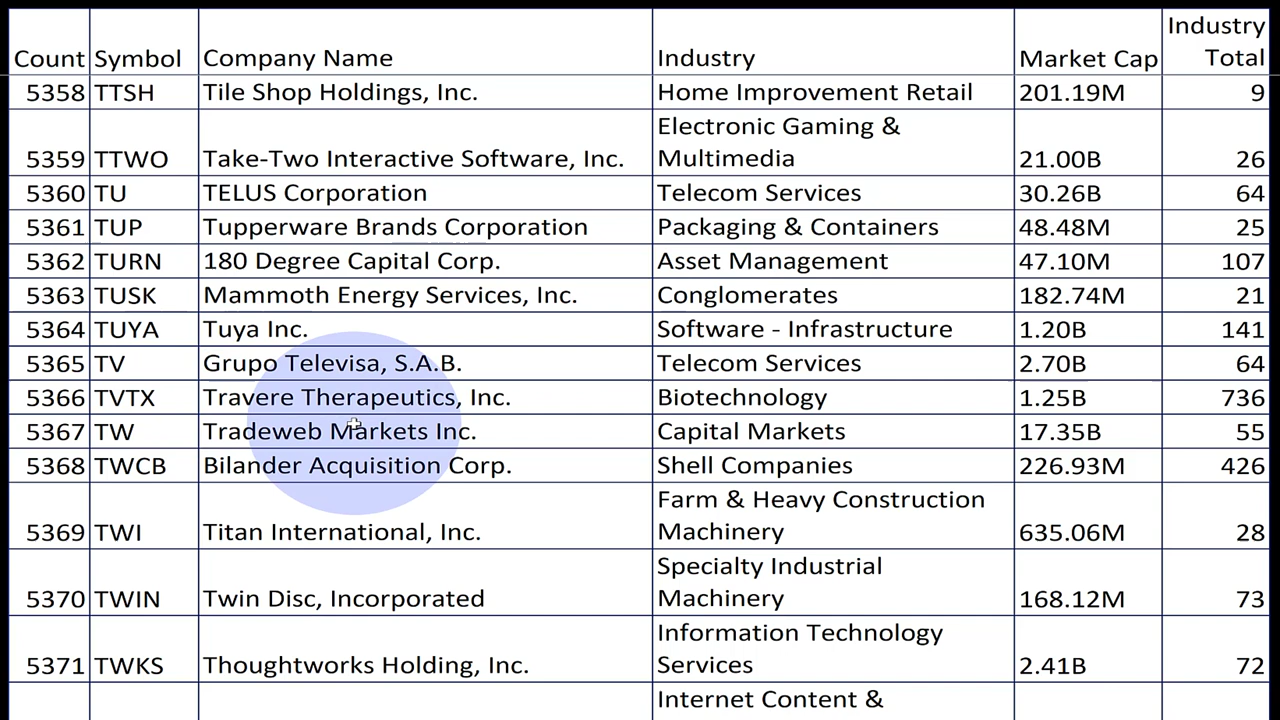 Industry
Count Symbol Company Name Industry Market Cap Total
5358 TTSH Tile Shop Holdings, Inc. Home Improvement Retail 201.19M 9
Electronic Gaming &
5359 TTWO Take-Two Interactive Software, Inc. Multimedia 21.00B 26
5360 TU TELUS Corporation Telecom Services 30.26B 64
5361 TUP Tupperware Brands Corporation Packaging & Containers 48.48M 25
5362 TURN 180 Degree Capital Corp. Asset Management 47.10M 107
5363 TUSK Mammoth Energy Services, Inc. Conglomerates 182.74M 21
5364 TUYA Tuya Inc. Software - Infrastructure 1.20B 141
5365 TV Grupo Televisa, S.A.B. Telecom Services 2.70B 64
5366 TVTX Travere Therapeutics, Inc. Biotechnology 1.25B 736
5367 TW Tradeweb Markets Inc. Capital Markets 17.35B 55
5368 TWCB Bilander Acquisition Corp. Shell Companies 226.93M 426
Farm & Heavy Construction
5369 TWI Titan International, Inc. Machinery 635.06M 28
Specialty Industrial
5370 TWIN Twin Disc, Incorporated Machinery 168.12M 73
Information Technology
5371 TWKS Thoughtworks Holding, Inc. Services 2.41B 72
Internet Content &